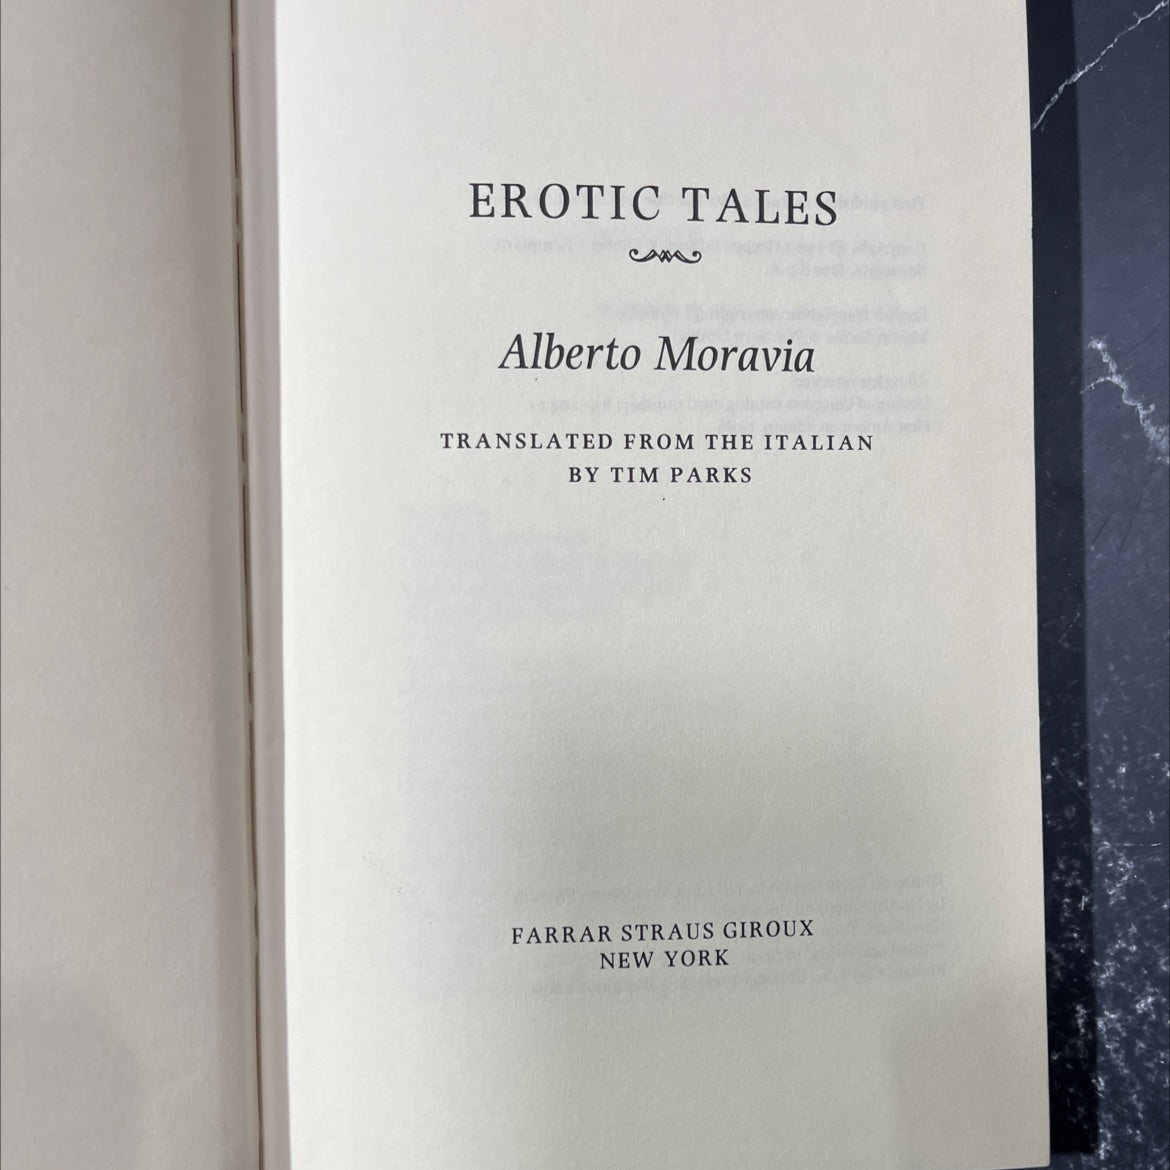 EROTIC TALES
Alberto Moravia
TRANSLATED FROM THE ITALIAN
BY TIM PARKS
FARRAR STRAUS GIROUX
NEW YORK